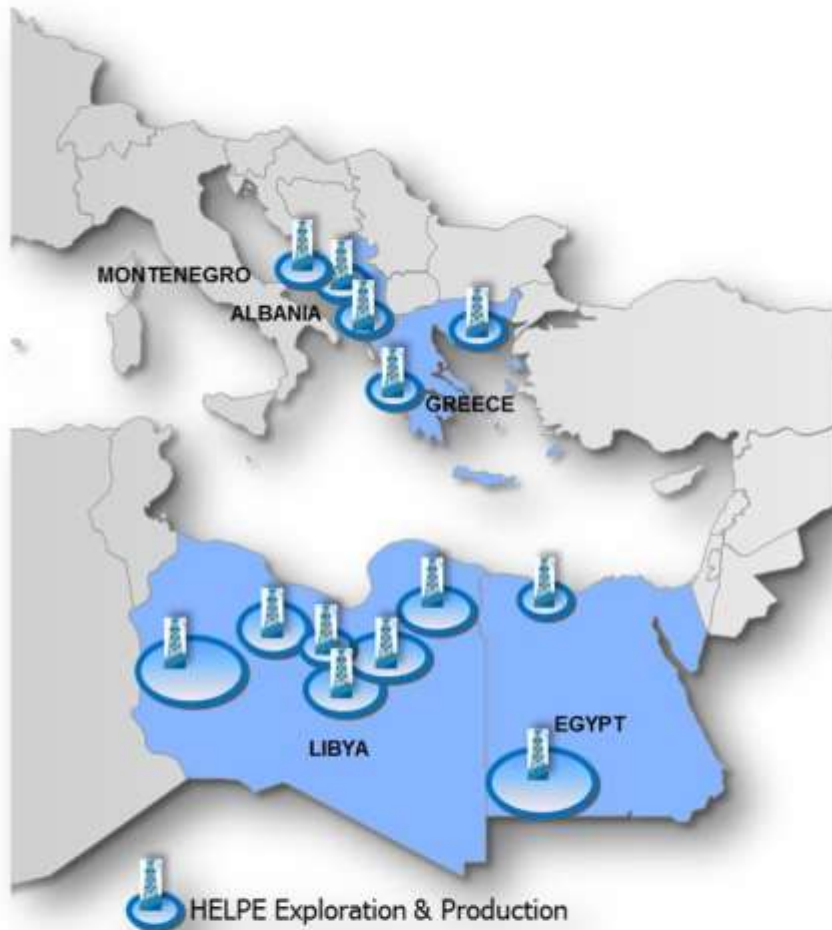 MONTENEGRO
ALBANIA
GREECE
EGYPT
LIBYA
HELPE Exploration & Production